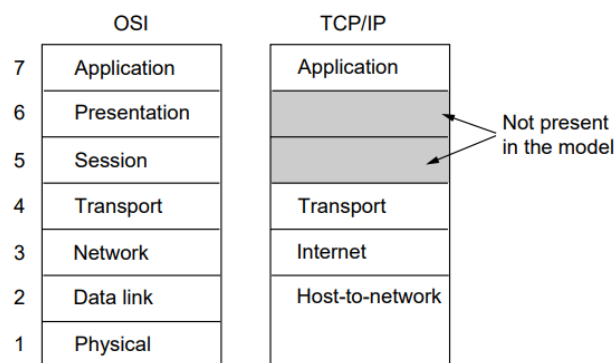 OSI TCP/IP
7 Application Application
6 Presentation
Not present
in the model
5 Session
4 Transport Transport
3 Network Internet
2 Data link Host-to-network
1 Physical